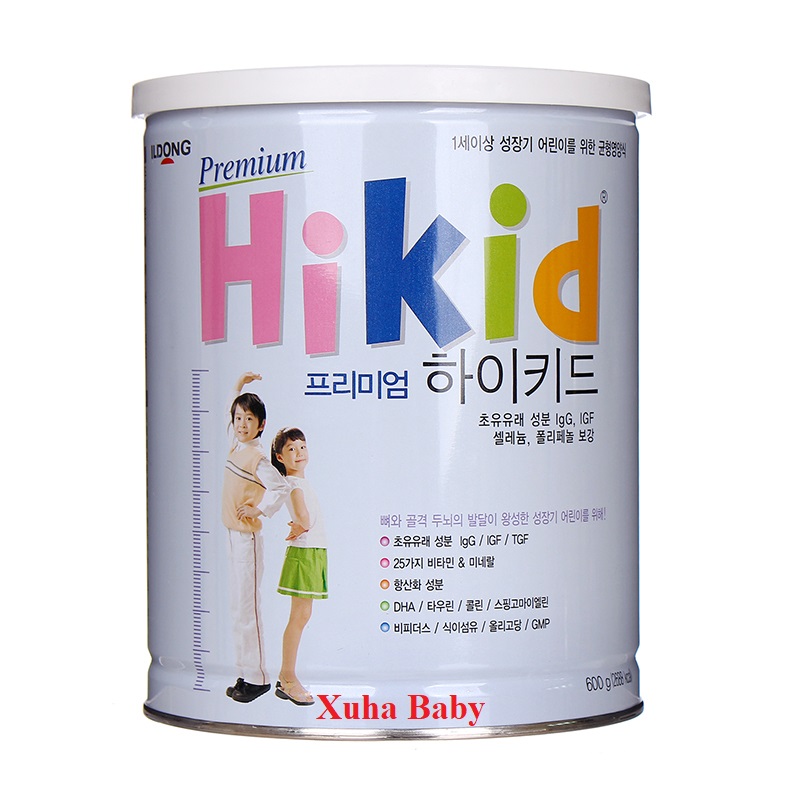 ILDONG
1세이상 성장기 어린이를 위한 균형영양식
Premium
Hikid®
프리미엄 하이키드
초유유래 성분 IgG, IGF
셀레늄, 폴리페놀 보강
뼈와 골격 두뇌의 발달이 왕성한 성장기 어린이를 위해!
초유유래 성분 IgG / IGF / TGF
25가지 비타민 & 미네랄
항산화 성분
DHA / 타우린 / 콜린 / 스핑고마이엘린
비피더스 / 식이섬유 / 올리고당 / GMP
600 g
Xuha Baby